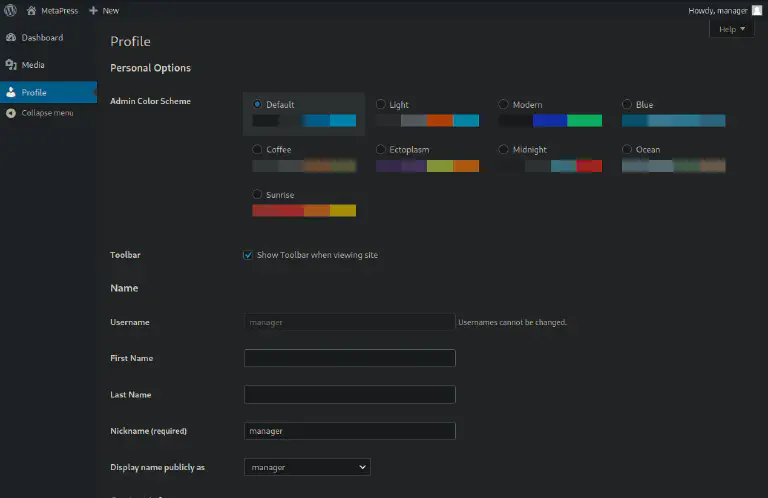 MetaPress New Howdy, manager
Help
Dashboard
Media
Profile
Collapse menu
Profile
Personal Options
Admin Color Scheme
Default Light Modern Blue
Coffee Ectoplasm Midnight Ocean
Sunrise
Toolbar Show Toolbar when viewing site
Name
Username manager Usernames cannot be changed.
First Name
Last Name
Nickname (required) manager
Display name publicly as manager